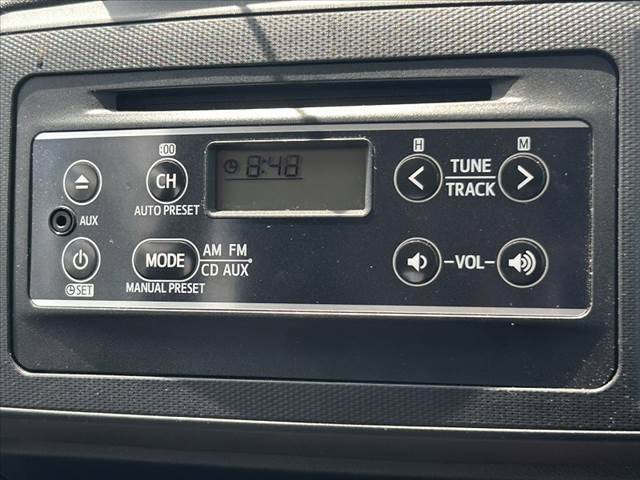 :00
H
M
CH
8:48
<
TUNE
>
TRACK
AUX
AUTO PRESET
MODE
AM FM
CD AUX
-VOL-
SET
MANUAL PRESET